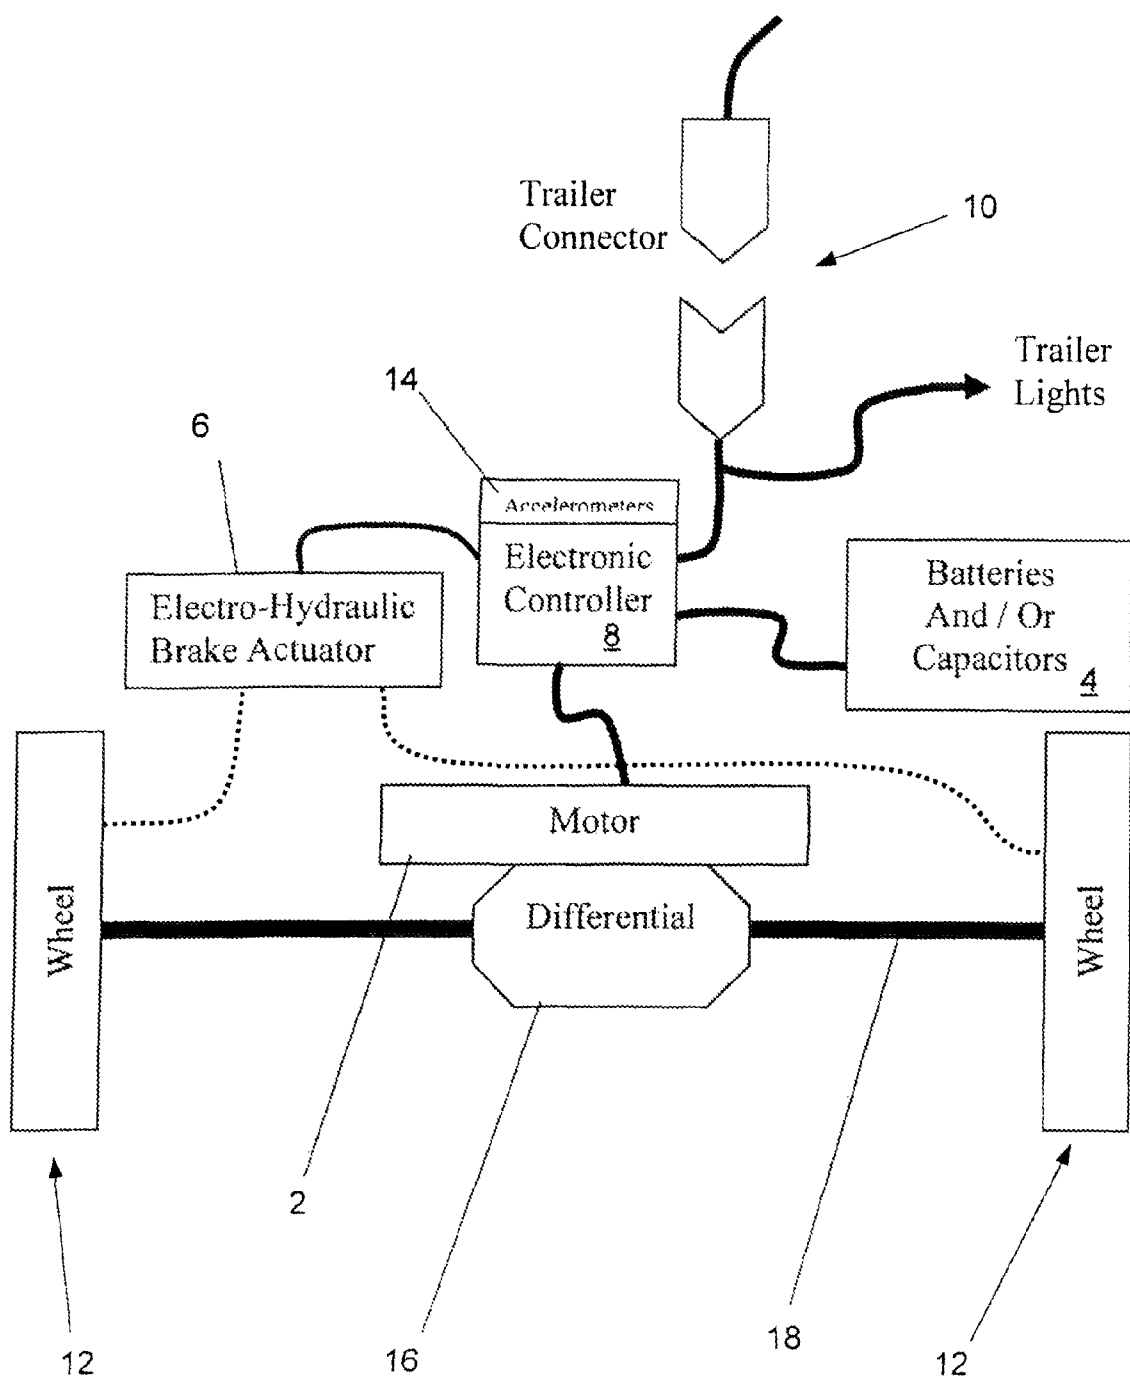 Trailer
Connector
10
Trailer
Lights
14
6
Accelerometers
Electronic
Controller
8
Electro-Hydraulic
Brake Actuator
Batteries
And / Or
Capacitors
4
Motor
Differential
Wheel
Wheel
2
12
16
18
12